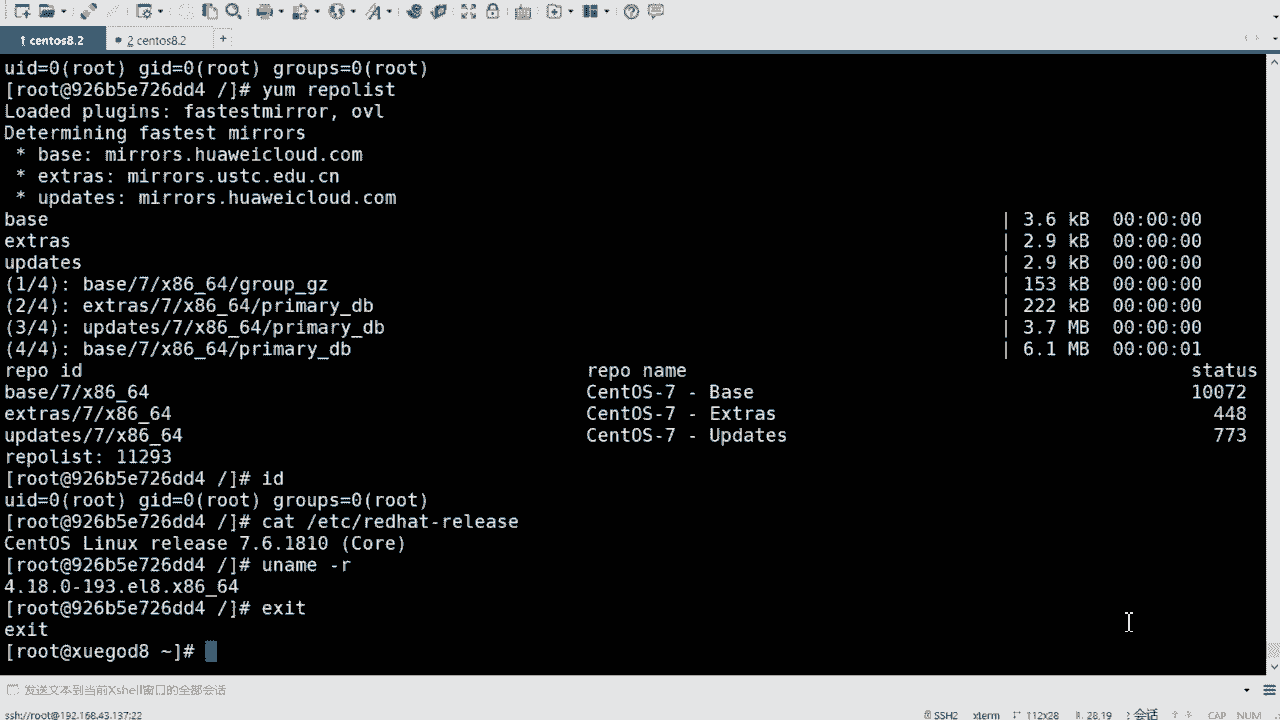 1 centos8.2
2 centos8.2
+
uid=0(root) gid=0(root) groups=0(root)
[root@926b5e726dd4 /]# yum repolist
Loaded plugins: fastestmirror, ovl
Determining fastest mirrors
* base: mirrors.huaweicloud.com
* extras: mirrors.ustc.edu.cn
* updates: mirrors.huaweicloud.com
base | 3.6 kB 00:00:00
extras | 2.9 kB 00:00:00
updates | 2.9 kB 00:00:00
(1/4): base/7/x86_64/group_gz | 153 kB 00:00:00
(2/4): extras/7/x86_64/primary_db | 222 kB 00:00:00
(3/4): updates/7/x86_64/primary_db | 3.7 MB 00:00:00
(4/4): base/7/x86_64/primary_db | 6.1 MB 00:00:01
repo id repo name status
base/7/x86_64 CentOS-7 - Base 10072
extras/7/x86_64 CentOS-7 - Extras 448
updates/7/x86_64 CentOS-7 - Updates 773
repolist: 11293
[root@926b5e726dd4 /]# id
uid=0(root) gid=0(root) groups=0(root)
[root@926b5e726dd4 /]# cat /etc/redhat-release
CentOS Linux release 7.6.1810 (Core)
[root@926b5e726dd4 /]# uname -r
4.18.0-193.el8.x86_64
[root@926b5e726dd4 /]# exit
exit
[root@xuegod8 ~]#
发送文本到当前Xshell窗口的全部会话
ssh://root@192.168.43.137:22 SSH2 xterm 112x28 28,19 1 会话 CAP NUM